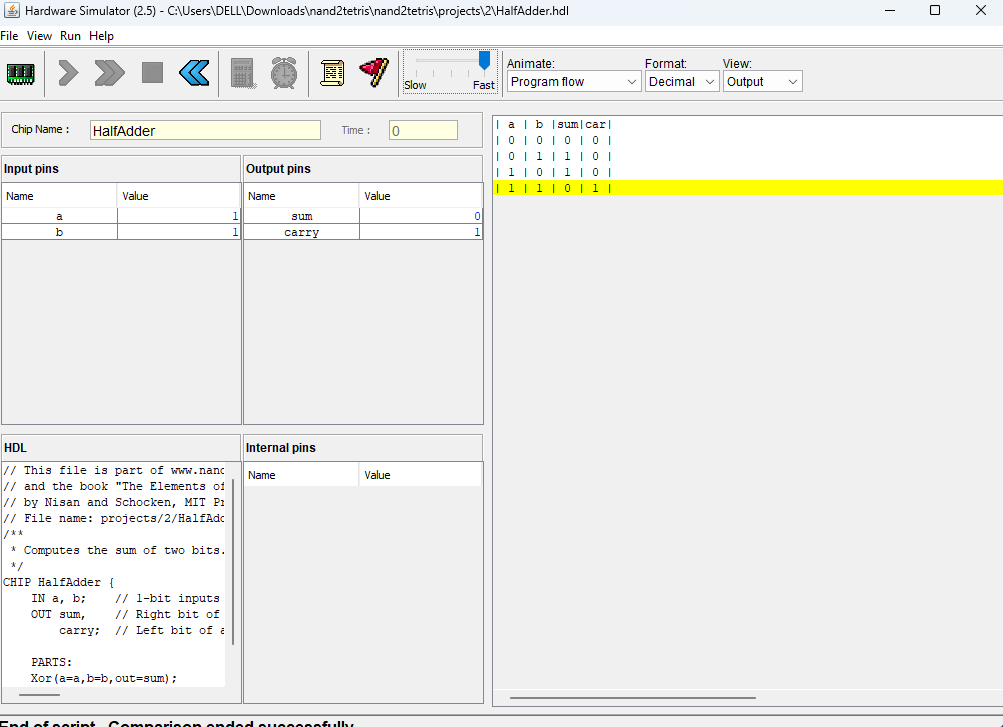 Hardware Simulator (2.5) - C:\Users\DELL\Downloads\nand2tetris\nand2tetris\projects\2\HalfAdder.hdl
File View Run Help
Slow Fast
Animate: Format: View:
Program flow Decimal Output
Chip Name : HalfAdder Time : 0
Input pins
Name Value
a 1
b 1
Output pins
Name Value
sum 0
carry 1
HDL
// This file is part of www.nand
// and the book "The Elements of
// by Nisan and Schocken, MIT Pr
// File name: projects/2/HalfAdd
/**
* Computes the sum of two bits.
*/
CHIP HalfAdder {
IN a, b; // 1-bit inputs
OUT sum, // Right bit of
carry; // Left bit of a
PARTS:
Xor(a=a,b=b,out=sum);
Internal pins
Name Value
| a | b |sum|car|
| 0 | 0 | 0 | 0 |
| 0 | 1 | 1 | 0 |
| 1 | 0 | 1 | 0 |
| 1 | 1 | 0 | 1 |
End of script - Comparison ended successfully